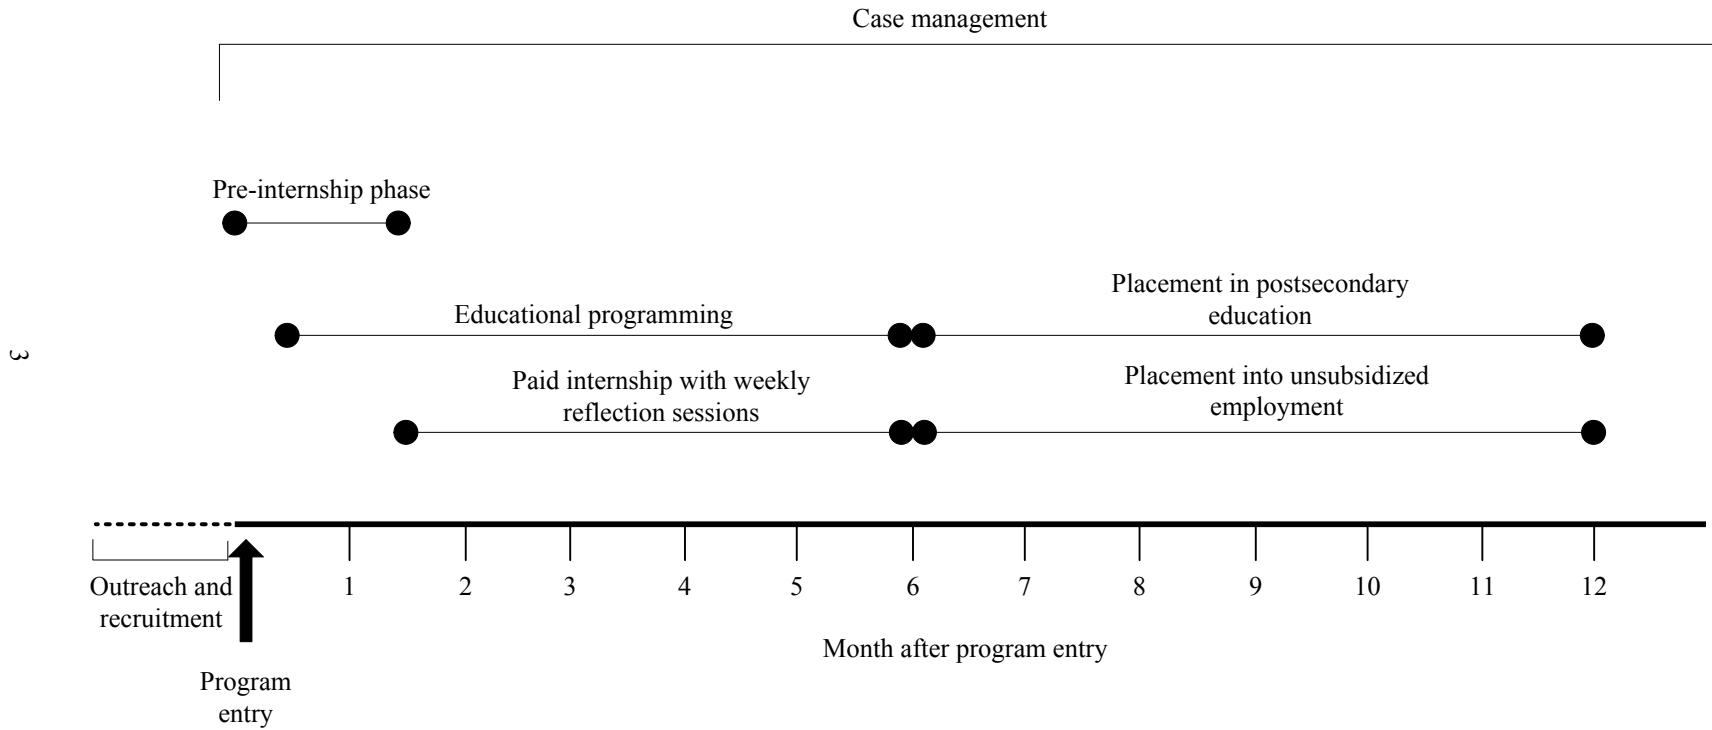 Case management
Pre-internship phase
Placement in postsecondary
education
Educational programming
3
Placement into unsubsidized
employment
Paid internship with weekly
reflection sessions
1 2 3 4 5 6 7 8 9 10 11 12
Outreach and
recruitment
Month after program entry
Program
entry